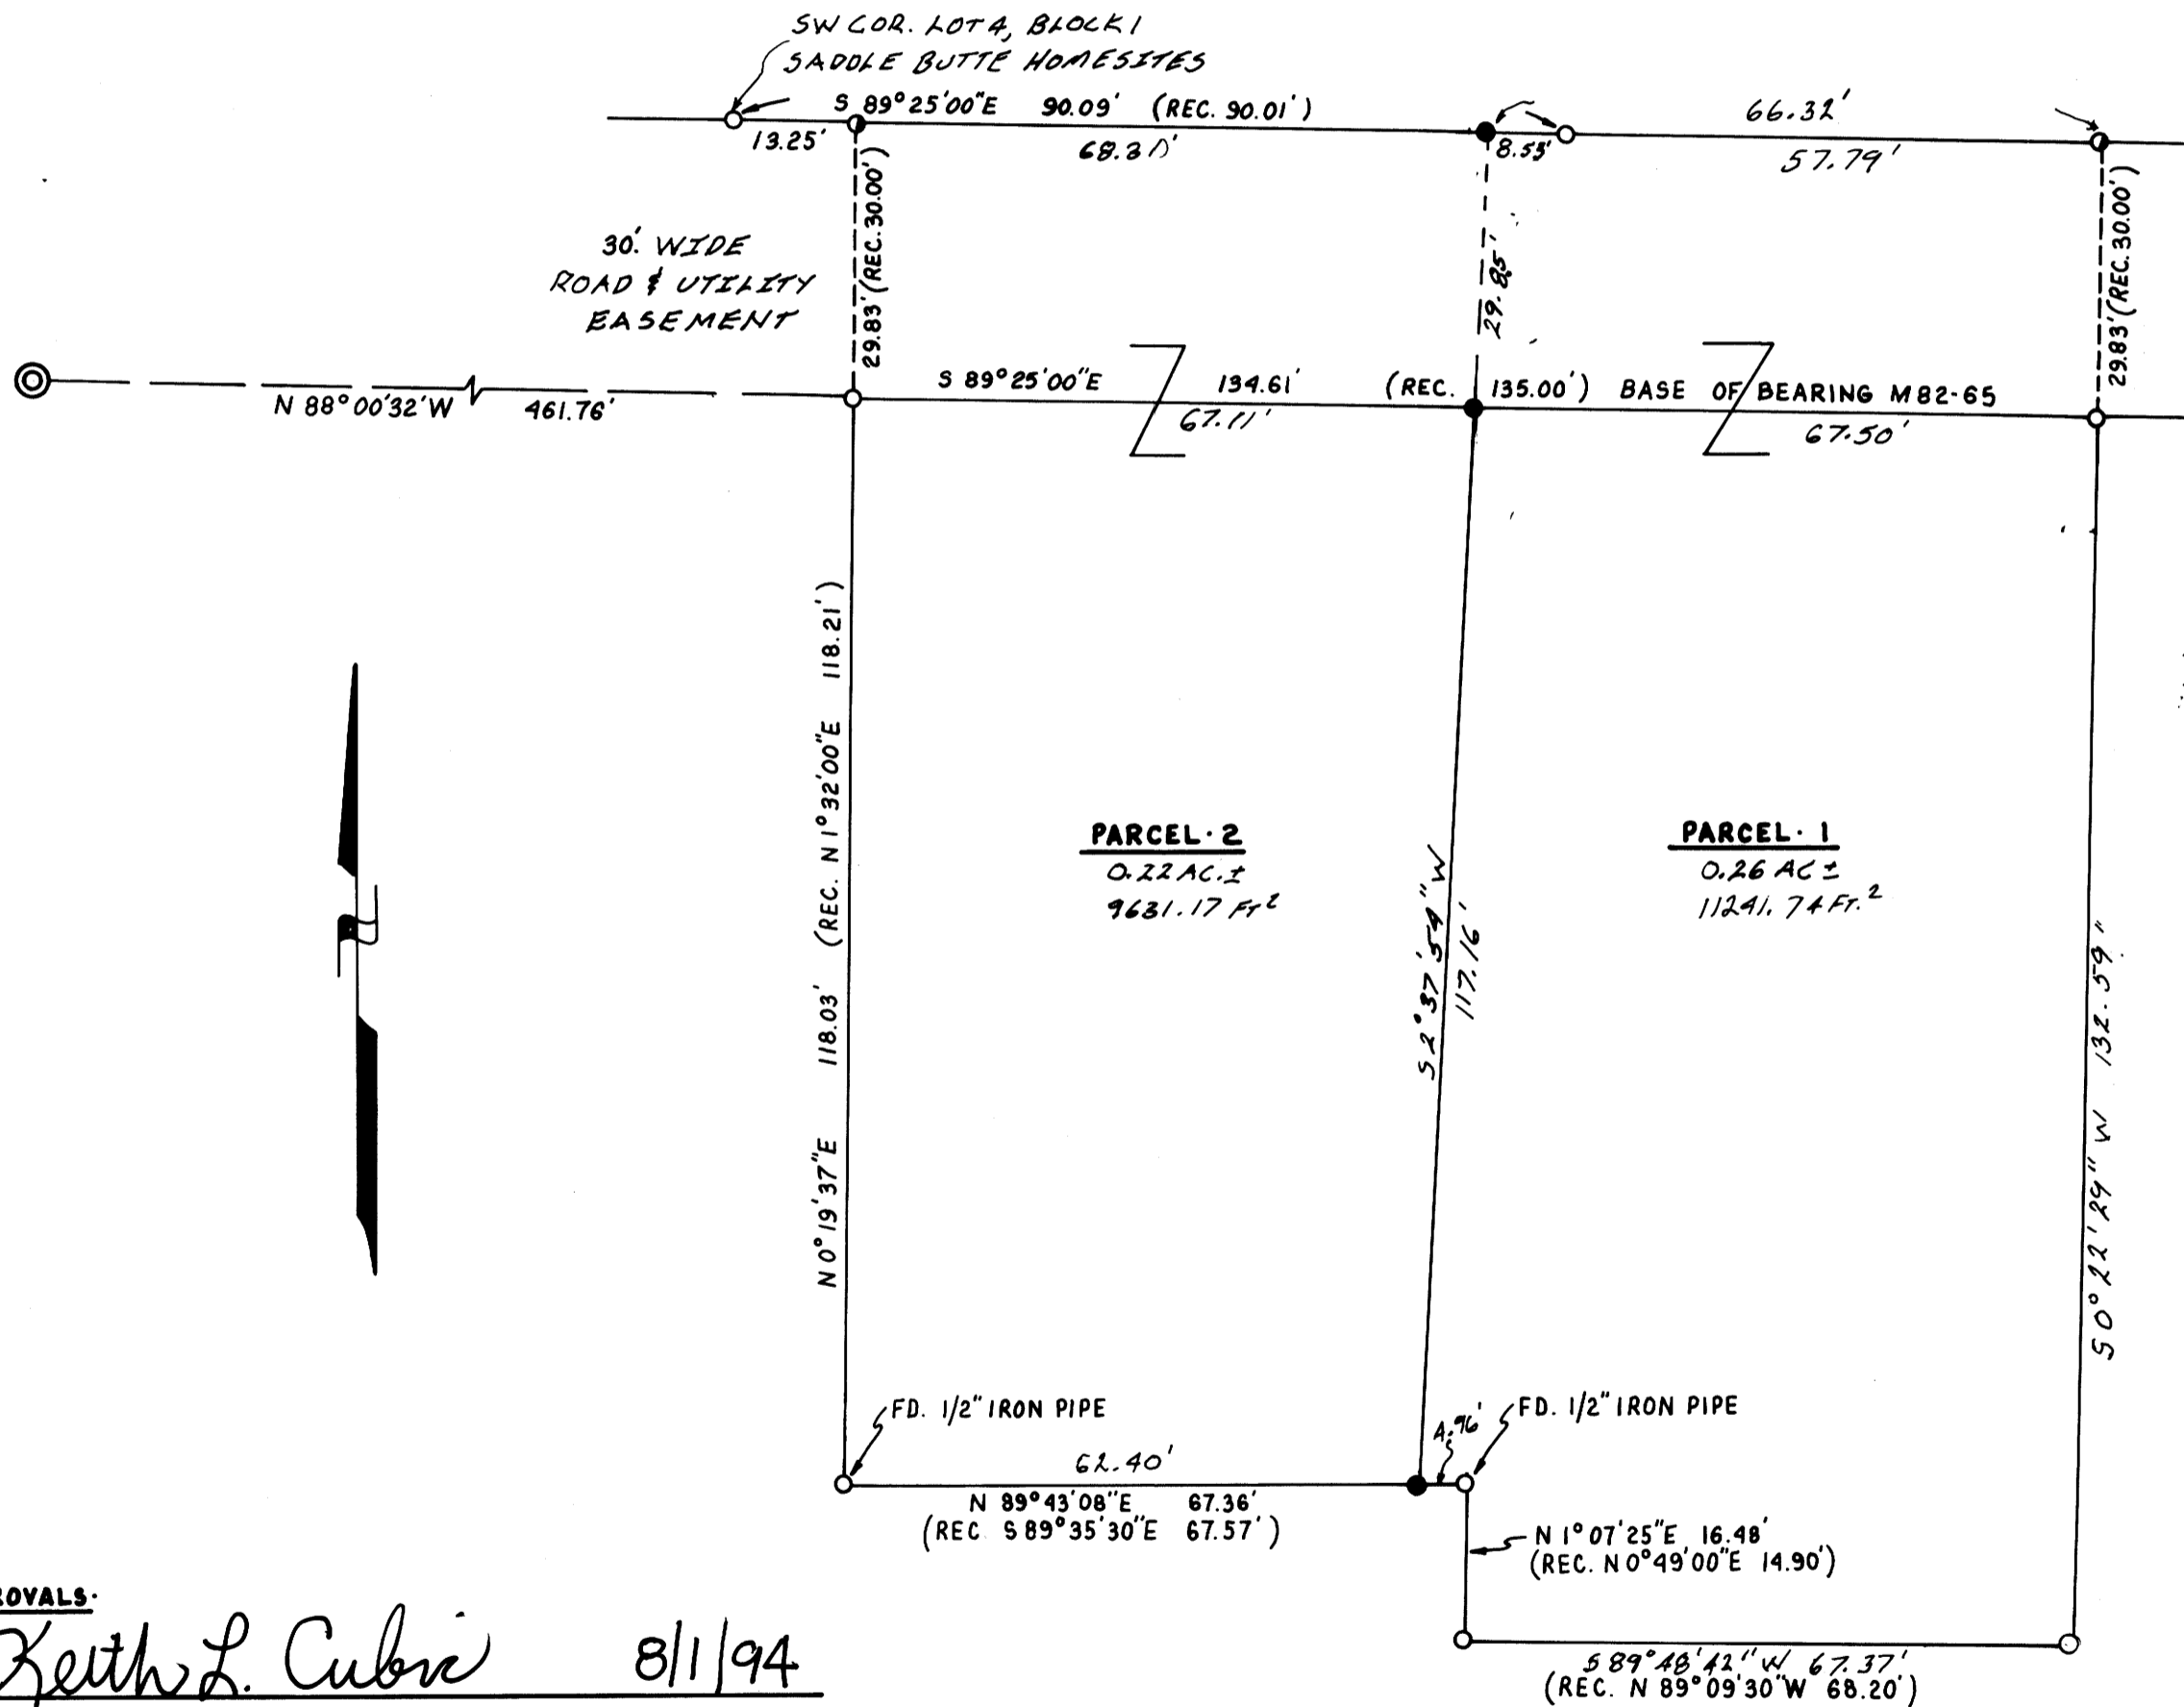 SW COR. LOT 4, BLOCK 1
SADDLE BUTTE HOMESITES
S 89°25'00"E 90.09' (REC. 90.01')
66.32'
13.25'
8.53'
57.79'
29.83' (REC. 30.00')
29.85'
29.83' (REC. 30.00')
30' WIDE
ROAD & UTILITY
EASEMENT
N 88°00'32"W 461.76'
S 89°25'00"E 134.61' (REC. 135.00') BASE OF BEARING M82-65
67.11'
67.50'
N 0°19'37"E 118.03' (REC. N 1°32'00"E 118.21')
PARCEL·2
0.22 AC.±
9631.17 FT²
S 2°37'54"W
117.16'
PARCEL·1
0.26 AC±
11241.74 FT.²
S 0°22'29"W 132.59"
FD. 1/2" IRON PIPE
4.96'
FD. 1/2" IRON PIPE
62.40'
N 89°43'08"E 67.36'
(REC. S 89°35'30"E 67.57')
N 1°07'25"E 16.48'
(REC. N 0°49'00"E 14.90')
S 89°48'42"W 67.37'
(REC. N 89°09'30"W 68.20')
ROVALS·
Keith L. Cubic 8/1/94